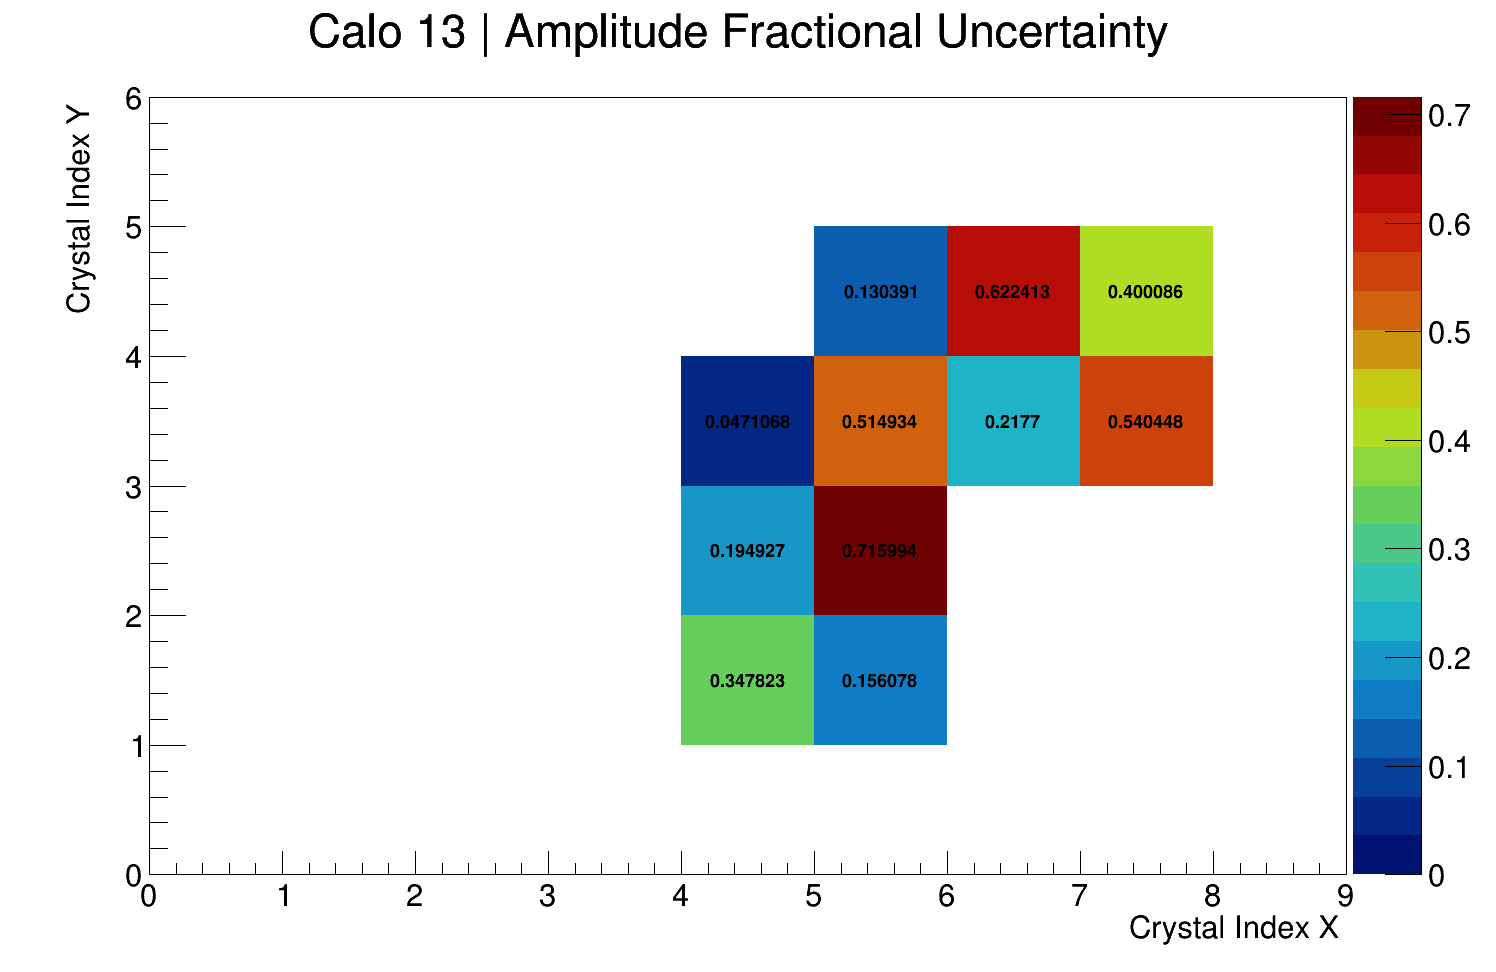 Calo 13 | Amplitude Fractional Uncertainty
Crystal Index Y
6
5
4
3
2
1
0
0.130391 0.622413 0.400086
0.0471068 0.514934 0.2177 0.540448
0.194927 0.715994
0.347823 0.156078
0 1 2 3 4 5 6 7 8 9
Crystal Index X
0.7
0.6
0.5
0.4
0.3
0.2
0.1
0